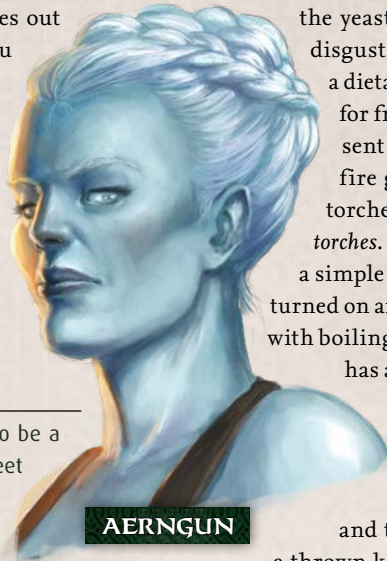 es out
u
o be a
eet
AERNGUN
the yeast
disgust
a dieta
for fr
sent
fire g
torche
torches.
a simple
turned on
with boiling
has a
and t
a thrown k